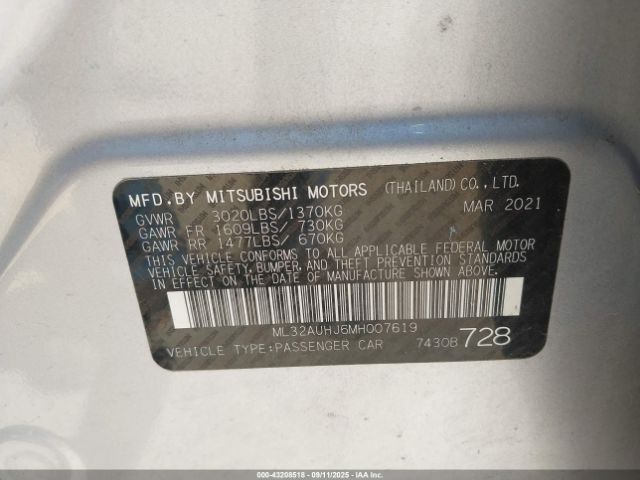 MFD.BY MITSUBISHI MOTORS (THAILAND)CO.,LTD.
GVWR 3020LBS/1370KG MAR 2021
GAWR FR 1609LBS/ 730KG
GAWR RR 1477LBS/ 670KG
THIS VEHICLE CONFORMS TO ALL APPLICABLE FEDERAL MOTOR
VEHICLE SAFETY, BUMPER, AND THEFT PREVENTION STANDARDS
IN EFFECT ON THE DATE OF MANUFACTURE SHOWN ABOVE.
ML32AUHJ6MH007619
VEHICLE TYPE:PASSENGER CAR 7430B 728
000-43208518 - 09/11/2025 - IAAI.com